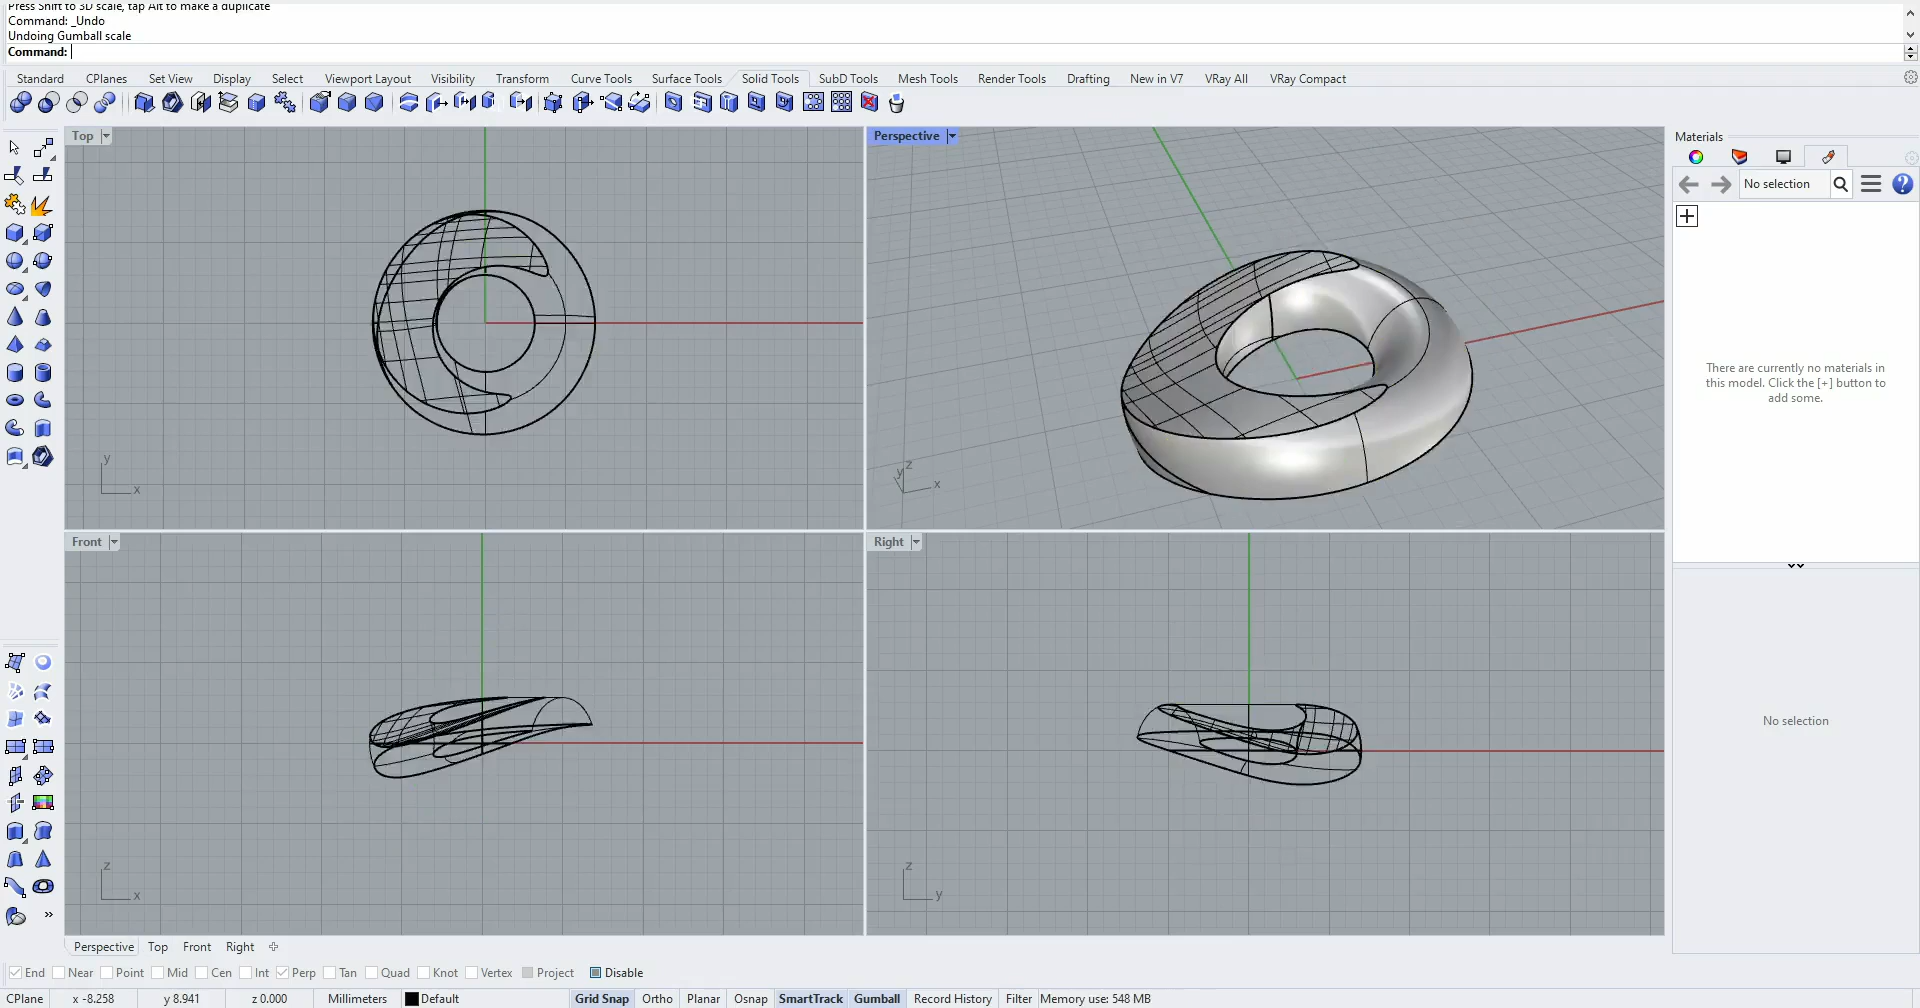 Press Shift to 3D scale, tap Alt to make a duplicate
Command: _Undo
Undoing Gumball scale
Command:
Standard CPlanes Set View Display Select Viewport Layout Visibility Transform Curve Tools Surface Tools Solid Tools SubD Tools Mesh Tools Render Tools Drafting New in V7 VRay All VRay Compact
Top
y
x
Perspective
z
y
x
Front
z
x
Right
z
y
Materials
No selection
?
There are currently no materials in
this model. Click the [+] button to
add some.
No selection
Perspective Top Front Right
End Near Point Mid Cen Int Perp Tan Quad Knot Vertex Project Disable
CPlane x -8.258 y 8.941 z 0.000 Millimeters Default Grid Snap Ortho Planar Osnap SmartTrack Gumball Record History Filter Memory use: 548 MB